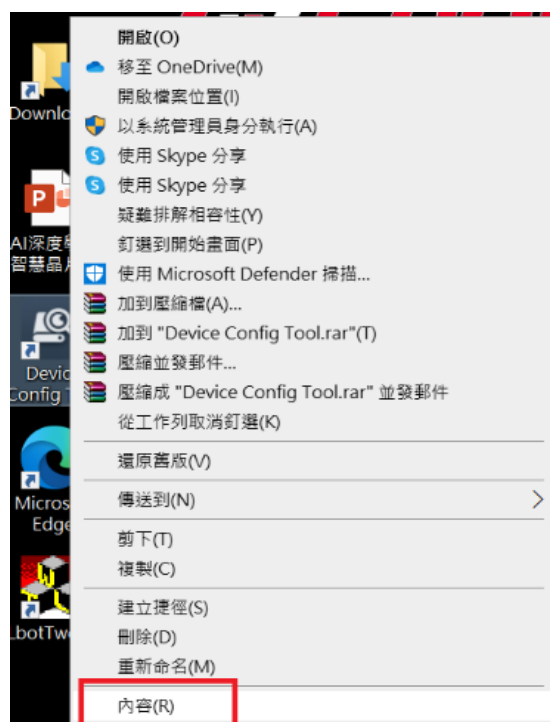 開啟(O)
移至 OneDrive(M)
開啟檔案位置(I)
以系統管理員身分執行(A)
使用 Skype 分享
使用 Skype 分享
疑難排解相容性(Y)
釘選到開始畫面(P)
使用 Microsoft Defender 掃描...
加到壓縮檔(A)...
加到 "Device Config Tool.rar"(T)
壓縮並發郵件...
壓縮成 "Device Config Tool.rar" 並發郵件
從工作列取消釘選(K)
還原舊版(V)
傳送到(N)
剪下(T)
複製(C)
建立捷徑(S)
刪除(D)
重新命名(M)
內容(R)
Downlo
AI深度
智慧晶
Devic
Config
Micros
Edge
LbotTw